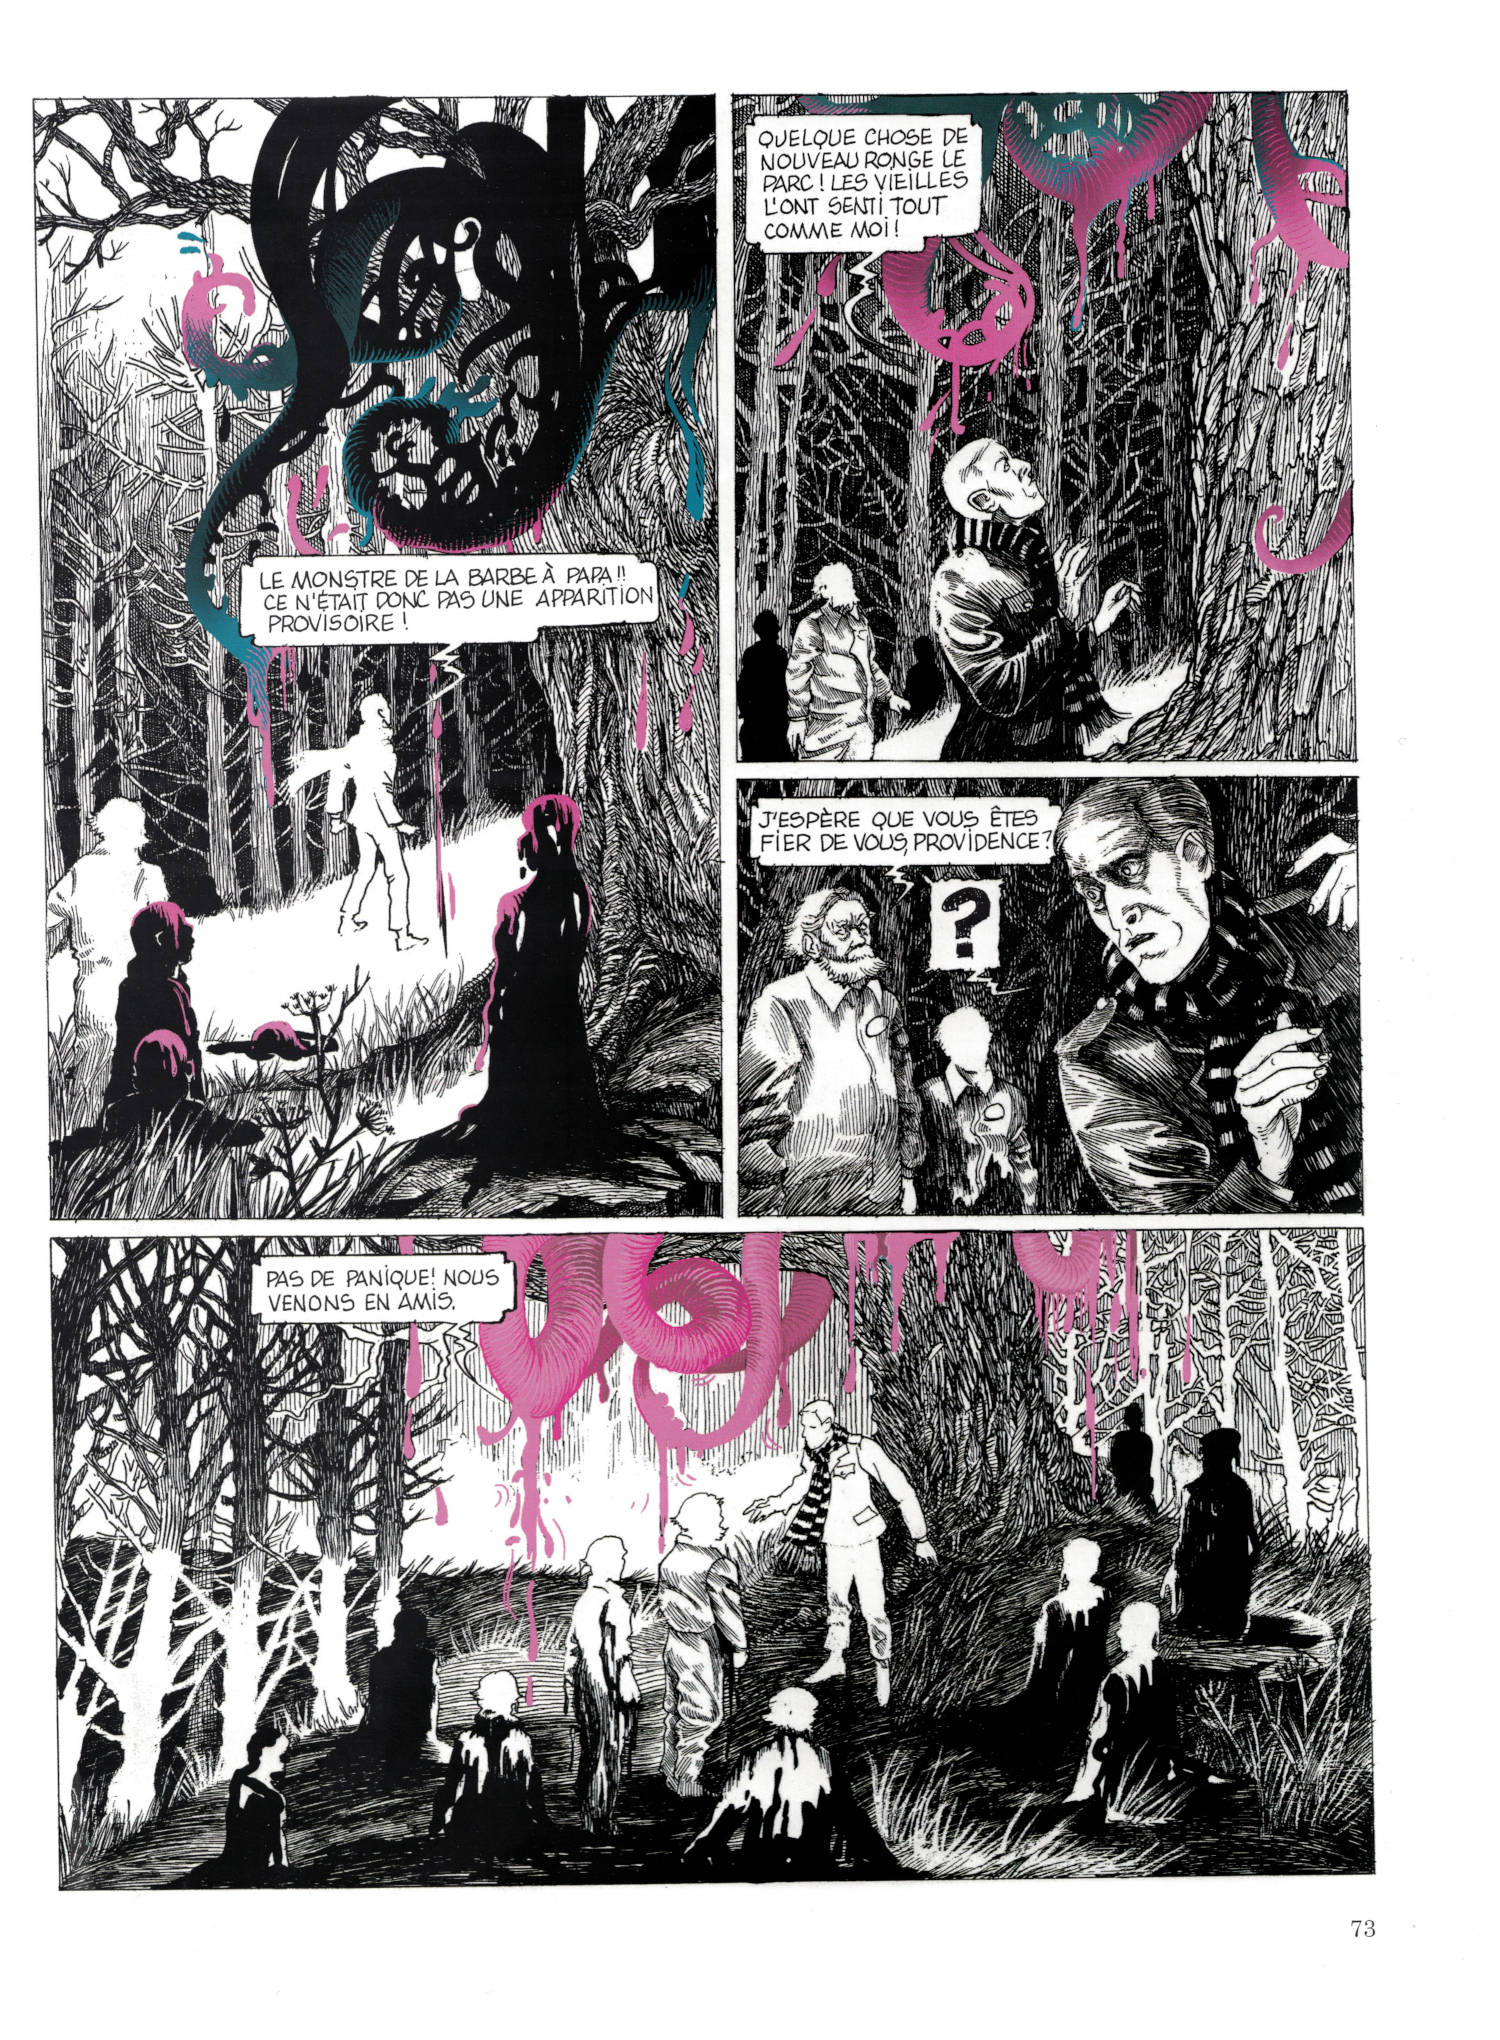 LE MONSTRE DE LA BARBE À PAPA!!
CE N'ÉTAIT DONC PAS UNE APPARITION
PROVISOIRE!
QUELQUE CHOSE DE
NOUVEAU RONGE LE
PARC! LES VIEILLES
L'ONT SENTI TOUT
COMME MOI!
J'ESPÈRE QUE VOUS ÊTES
FIER DE VOUS, PROVIDENCE?
?
PAS DE PANIQUE! NOUS
VENONS EN AMIS.
73